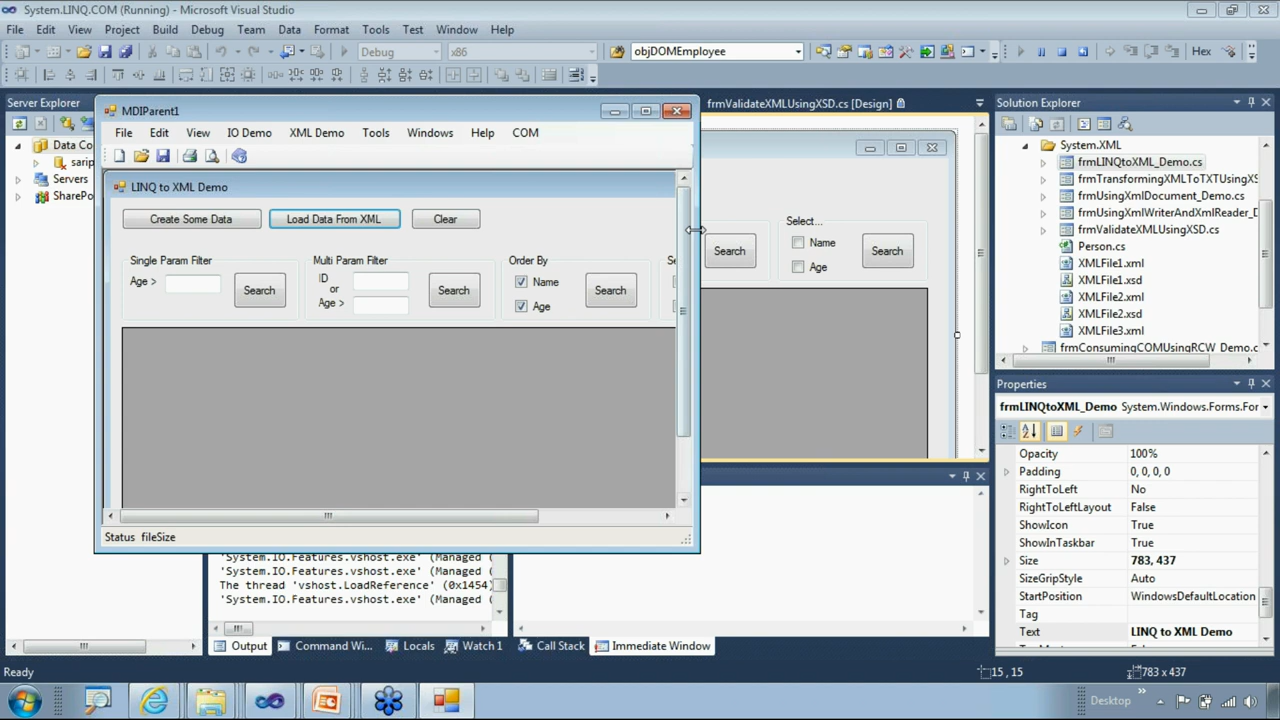 System.LINQ.COM (Running) - Microsoft Visual Studio
File Edit View Project Build Debug Team Data Format Tools Test Window Help
Debug x86 objDOMEmployee Hex
Server Explorer
Data Co
sarip
Servers
SharePo
MDIParent1
File Edit View IO Demo XML Demo Tools Windows Help COM
LINQ to XML Demo
Create Some Data Load Data From XML Clear
Single Param Filter Multi Param Filter Order By Se
Age > Search
ID
or
Age > Search
Name
Age
Search
Status fileSize
frmValidateXMLUsingXSD.cs [Design]
Search
Select...
Name
Age
Search
'System.IO.Features.vshost.exe' (Managed (
'System.IO.Features.vshost.exe' (Managed (
The thread 'vshost.LoadReference' (0x1454)
'System.IO.Features.vshost.exe' (Managed (
Output Command Wi... Locals Watch 1 Call Stack Immediate Window
Solution Explorer
System.XML
frmLINQtoXML_Demo.cs
frmTransformingXMLToTXTUsingXS
frmUsingXmlDocument_Demo.cs
frmUsingXmlWriterAndXmlReader_D
frmValidateXMLUsingXSD.cs
Person.cs
XMLFile1.xml
XMLFile1.xsd
XMLFile2.xml
XMLFile2.xsd
XMLFile3.xml
frmConsumingCOMUsingRCW_Demo.c
Properties
frmLINQtoXML_Demo System.Windows.Forms.For
Opacity 100%
Padding 0, 0, 0, 0
RightToLeft No
RightToLeftLayout False
ShowIcon True
ShowInTaskbar True
Size 783, 437
SizeGripStyle Auto
StartPosition WindowsDefaultLocation
Tag
Text LINQ to XML Demo
Ready 15 , 15 783 x 437
Desktop